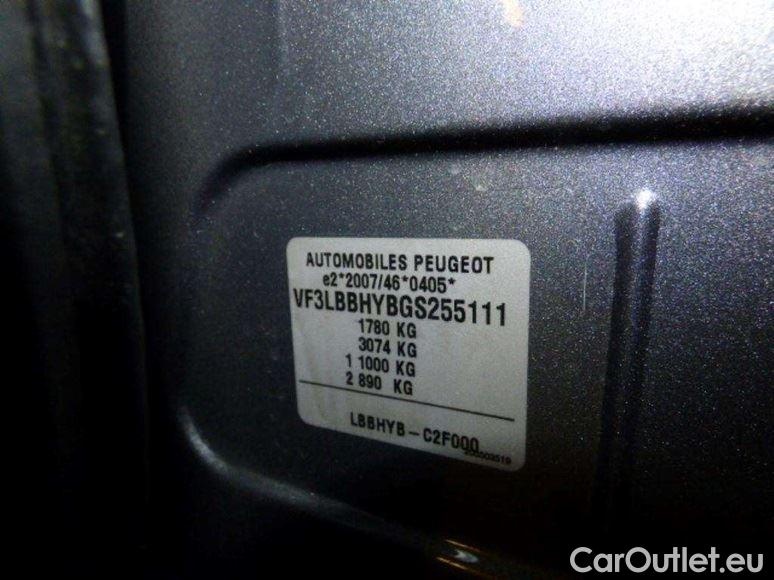 AUTOMOBILES PEUGEOT
e2*2007/46*0405*
VF3LBBHYBGS255111
1780 KG
3074 KG
1 1000 KG
2 890 KG
LBBHYB-C2F000
CarOutlet.eu